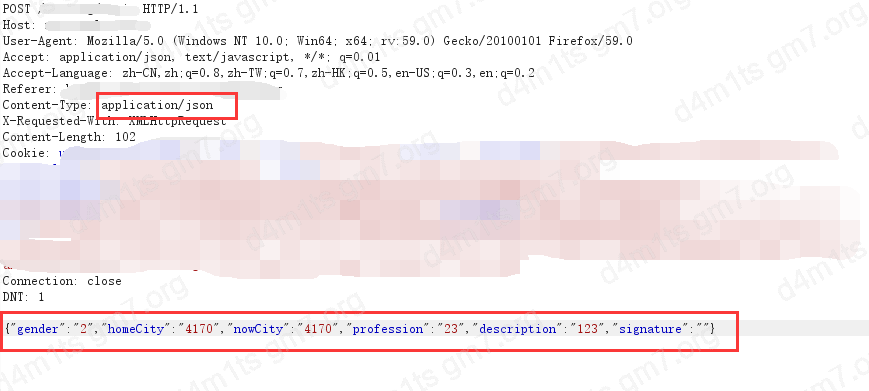 POST / HTTP/1.1
Host:
User-Agent: Mozilla/5.0 (Windows NT 10.0; Win64; x64; rv:59.0) Gecko/20100101 Firefox/59.0
Accept: application/json, text/javascript, */*; q=0.01
Accept-Language: zh-CN,zh;q=0.8,zh-TW;q=0.7,zh-HK;q=0.5,en-US;q=0.3,en;q=0.2
Referer:
Content-Type: application/json
X-Requested-With: XMLHttpRequest
Content-Length: 102
Cookie:
Connection: close
DNT: 1
{"gender":"2","homeCity":"4170","nowCity":"4170","profession":"23","description":"123","signature":""}
d4m1ts gm7.org